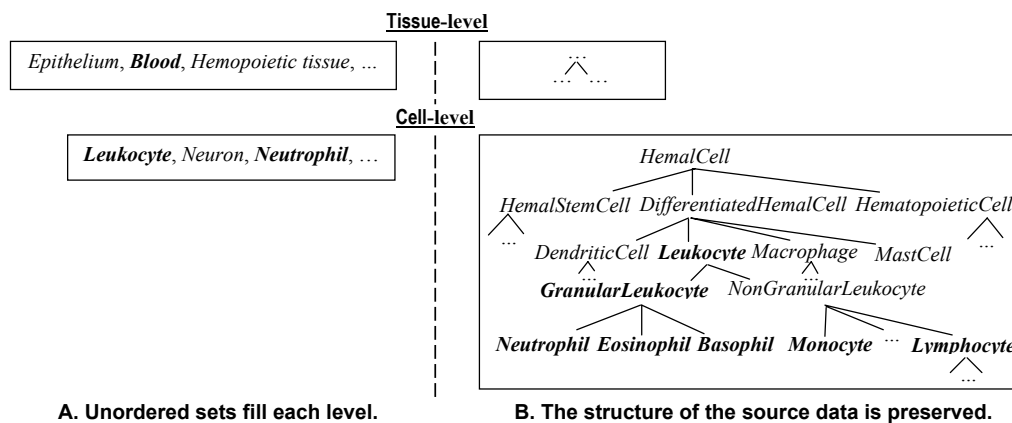 Tissue-level
Epithelium, Blood, Hemopoietic tissue, …
…
… …
Cell-level
Leukocyte, Neuron, Neutrophil, …
HemalCell
HemalStemCell DifferentiatedHemalCell HematopoieticCell
… …
DendriticCell Leukocyte Macrophage MastCell
… …
GranularLeukocyte NonGranularLeukocyte
Neutrophil Eosinophil Basophil Monocyte … Lymphocyte
…
A. Unordered sets fill each level. B. The structure of the source data is preserved.